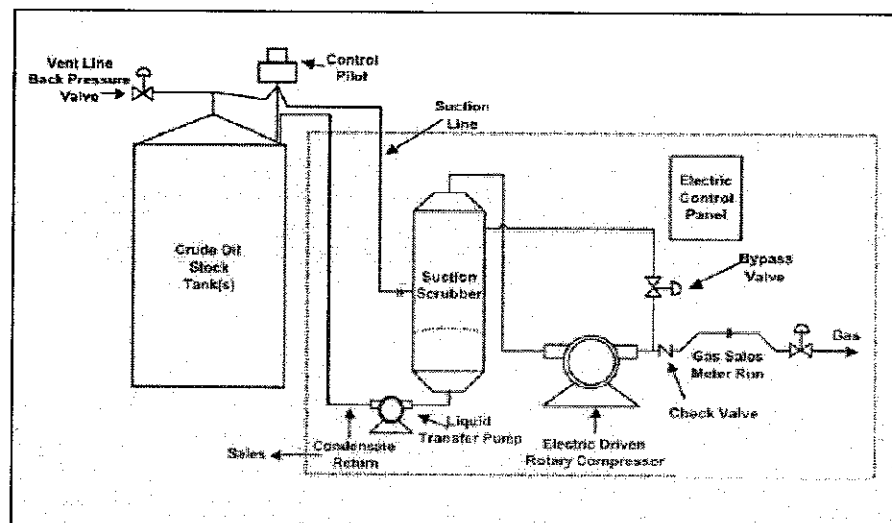 Vent Line
Back Pressure
Valve
Control
Pilot
Suction
Line
Electric
Control
Panel
Crude Oil
Stock
Tank(s)
Suction
Scrubber
Bypass
Valve
Gas
Gas Sales
Meter Run
Check Valve
Liquid
Transfer Pump
Electric Driven
Rotary Compressor
Condensate
Return
Sales